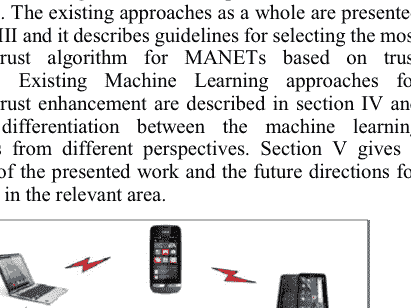 . The existing approaches as a whole are presente
III and it describes guidelines for selecting the mos
rust algorithm for MANETs based on trus
Existing Machine Learning approaches fo
rust enhancement are described in section IV and
differentiation between the machine learning
s from different perspectives. Section V gives
of the presented work and the future directions fo
in the relevant area.